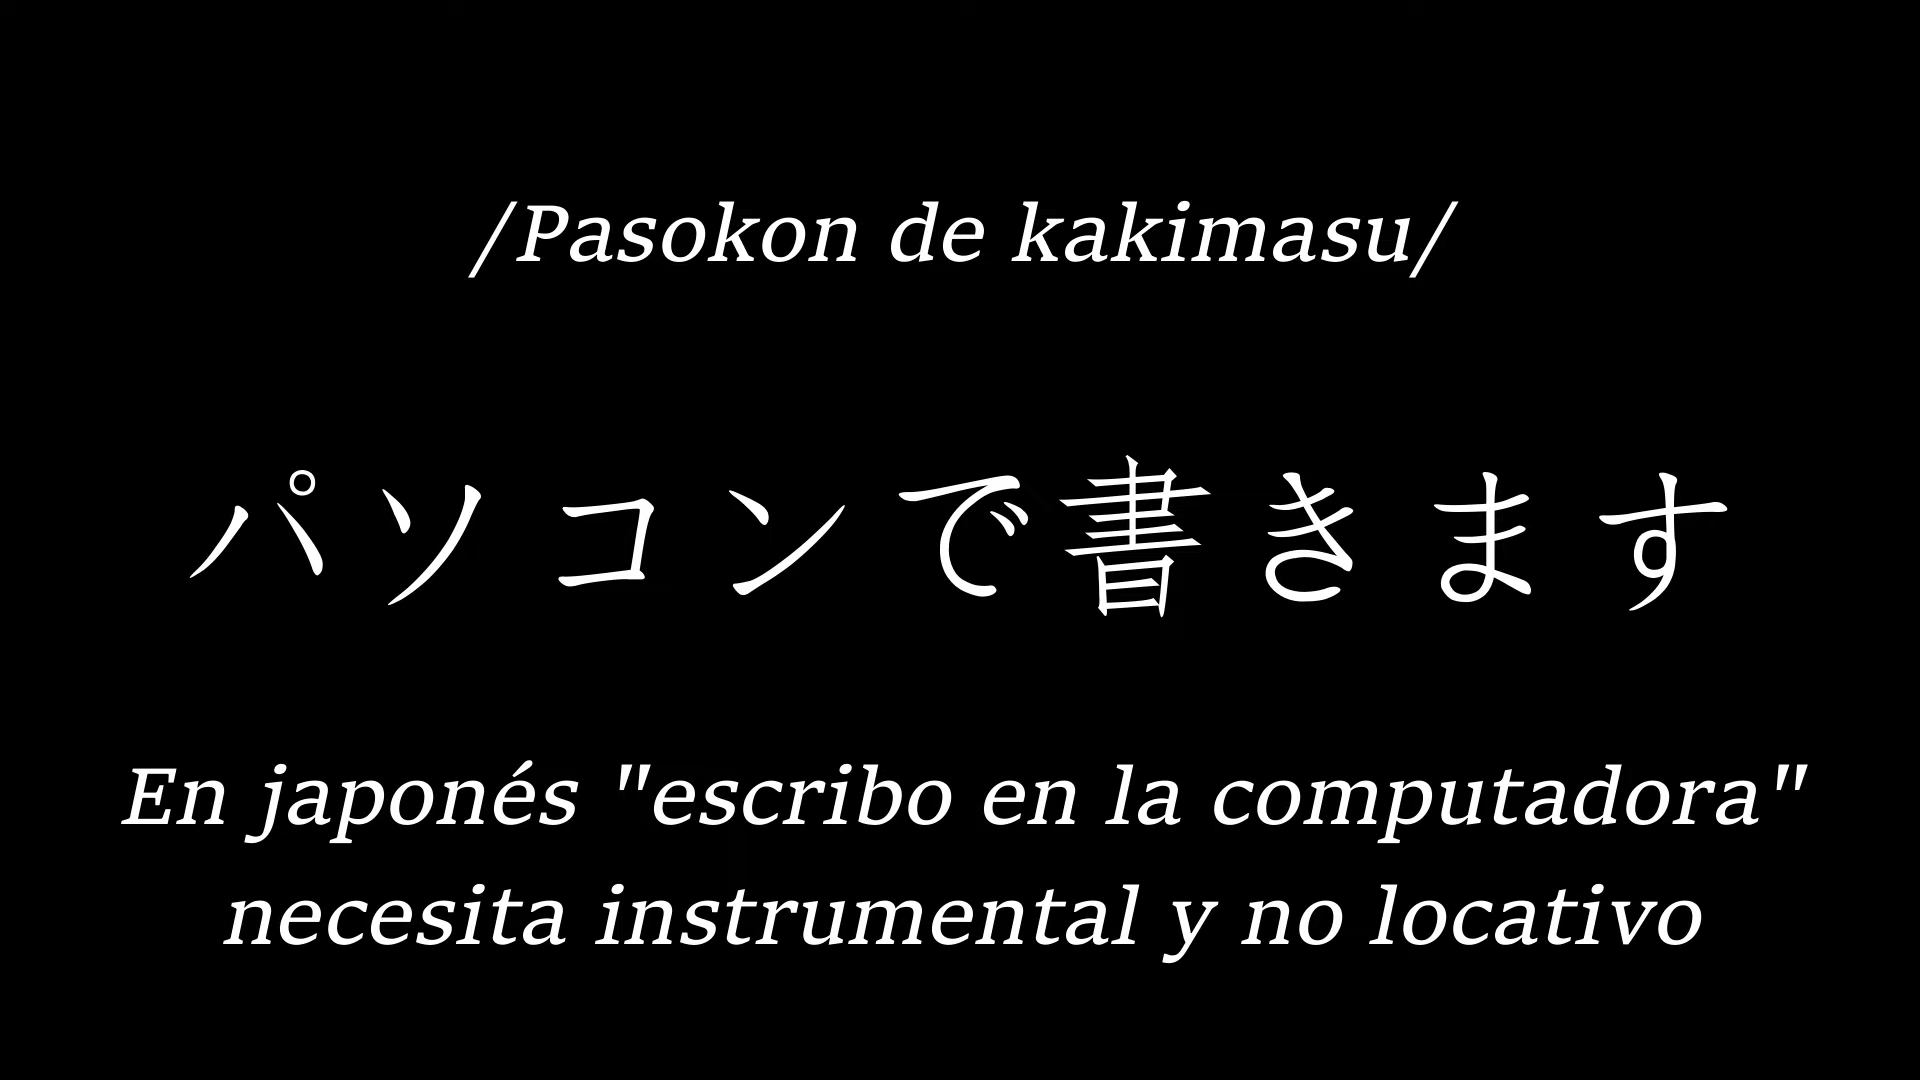 /Pasokon de kakimasu/
パソコンで書きます
En japonés "escribo en la computadora"
necesita instrumental y no locativo